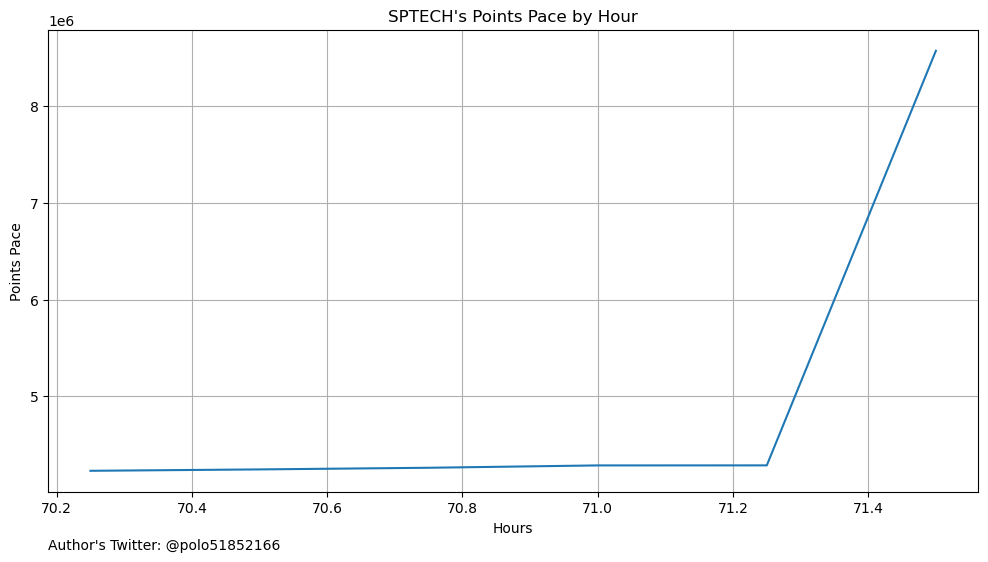 SPTECH's Points Pace by Hour
1e6
8
7
6
5
Points Pace
70.2 70.4 70.6 70.8 71.0 71.2 71.4
Hours
Author's Twitter: @polo51852166